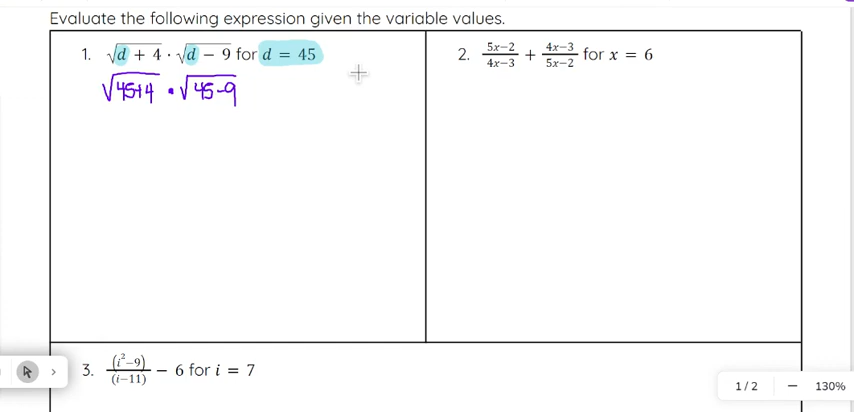 Evaluate the following expression given the variable values.
1. √(d + 4) · √(d − 9) for d = 45
√(45+4) · √(45-9)
2. (5x−2)/(4x−3) + (4x−3)/(5x−2) for x = 6
3. (i²−9)/(i−11) − 6 for i = 7
1 / 2 − 130%